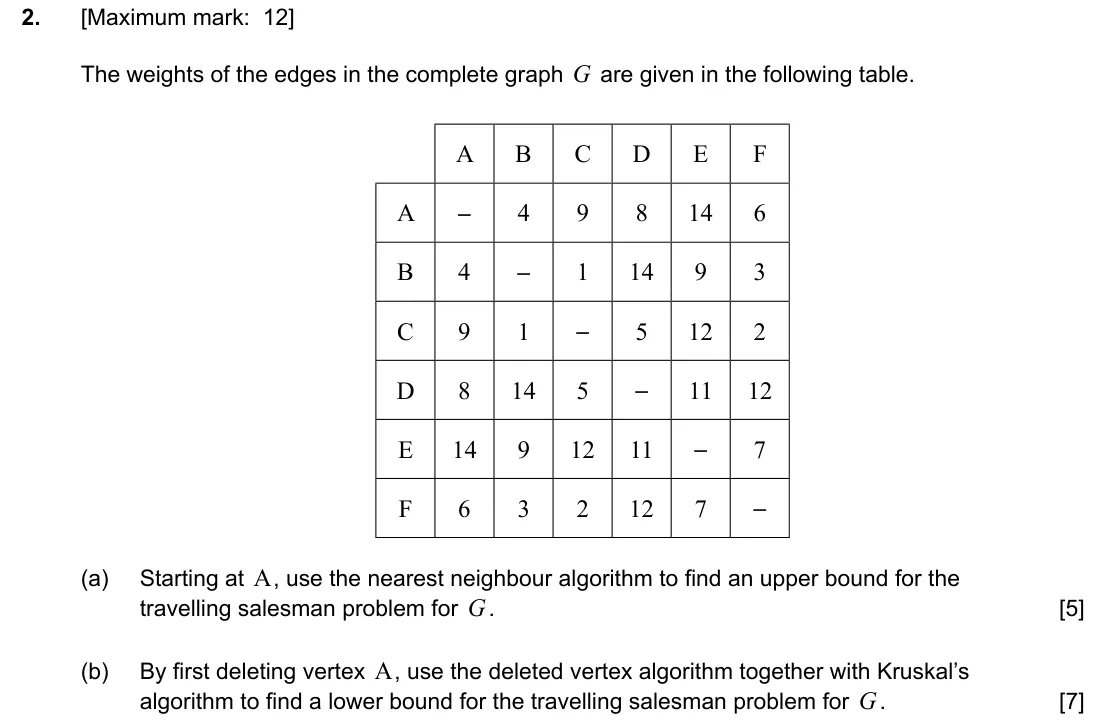 2. [Maximum mark: 12]
The weights of the edges in the complete graph G are given in the following table.
A B C D E F
A – 4 9 8 14 6
B 4 – 1 14 9 3
C 9 1 – 5 12 2
D 8 14 5 – 11 12
E 14 9 12 11 – 7
F 6 3 2 12 7 –
(a) Starting at A, use the nearest neighbour algorithm to find an upper bound for the
travelling salesman problem for G. [5]
(b) By first deleting vertex A, use the deleted vertex algorithm together with Kruskal's
algorithm to find a lower bound for the travelling salesman problem for G. [7]